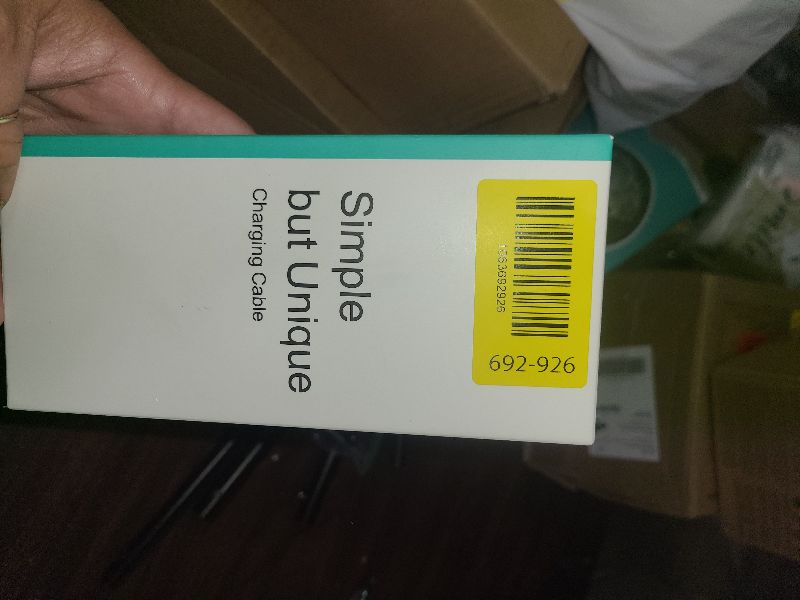 Simple
but Unique
Charging Cable
692-926